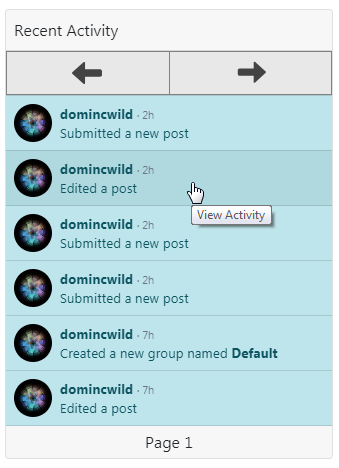 Recent Activity
domincwild · 2h
Submitted a new post
domincwild · 2h
Edited a post
View Activity
domincwild · 2h
Submitted a new post
domincwild · 2h
Submitted a new post
domincwild · 7h
Created a new group named Default
domincwild · 7h
Edited a post
Page 1